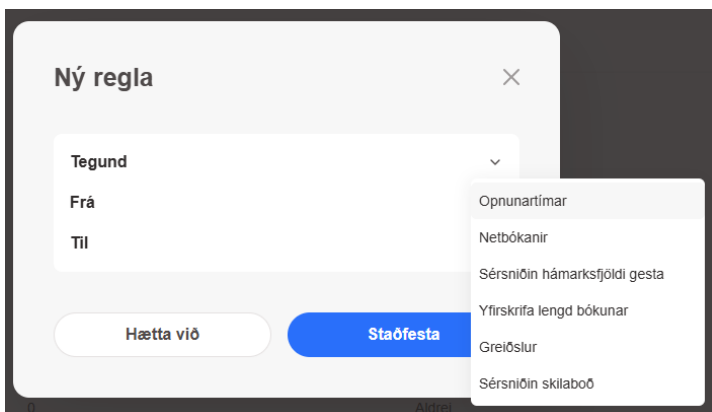 Ný regla
Tegund
Frá
Til
Opnunartímar
Netbókanir
Sérsniðin hámarksfjöldi gesta
Yfirskrifa lengd bókunar
Greiðslur
Sérsniðin skilaboð
Hætta við
Staðfesta
0
Aldrei